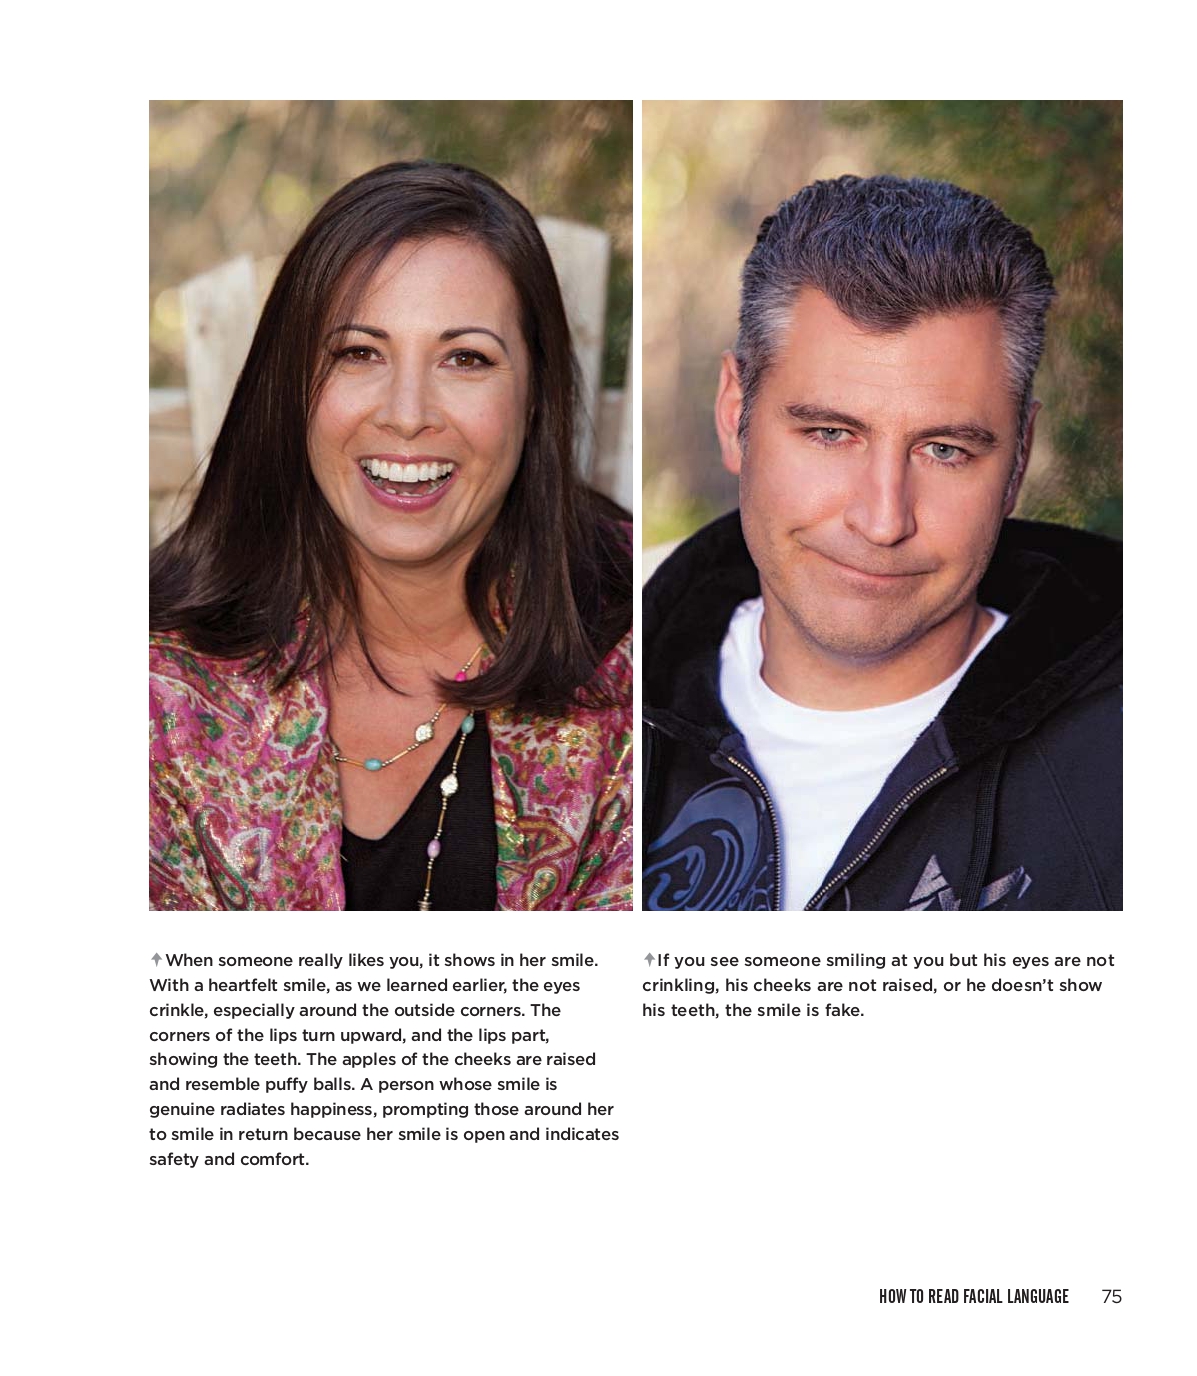 When someone really likes you, it shows in her smile.
With a heartfelt smile, as we learned earlier, the eyes
crinkle, especially around the outside corners. The
corners of the lips turn upward, and the lips part,
showing the teeth. The apples of the cheeks are raised
and resemble puffy balls. A person whose smile is
genuine radiates happiness, prompting those around her
to smile in return because her smile is open and indicates
safety and comfort.
If you see someone smiling at you but his eyes are not
crinkling, his cheeks are not raised, or he doesn’t show
his teeth, the smile is fake.
HOW TO READ FACIAL LANGUAGE 75